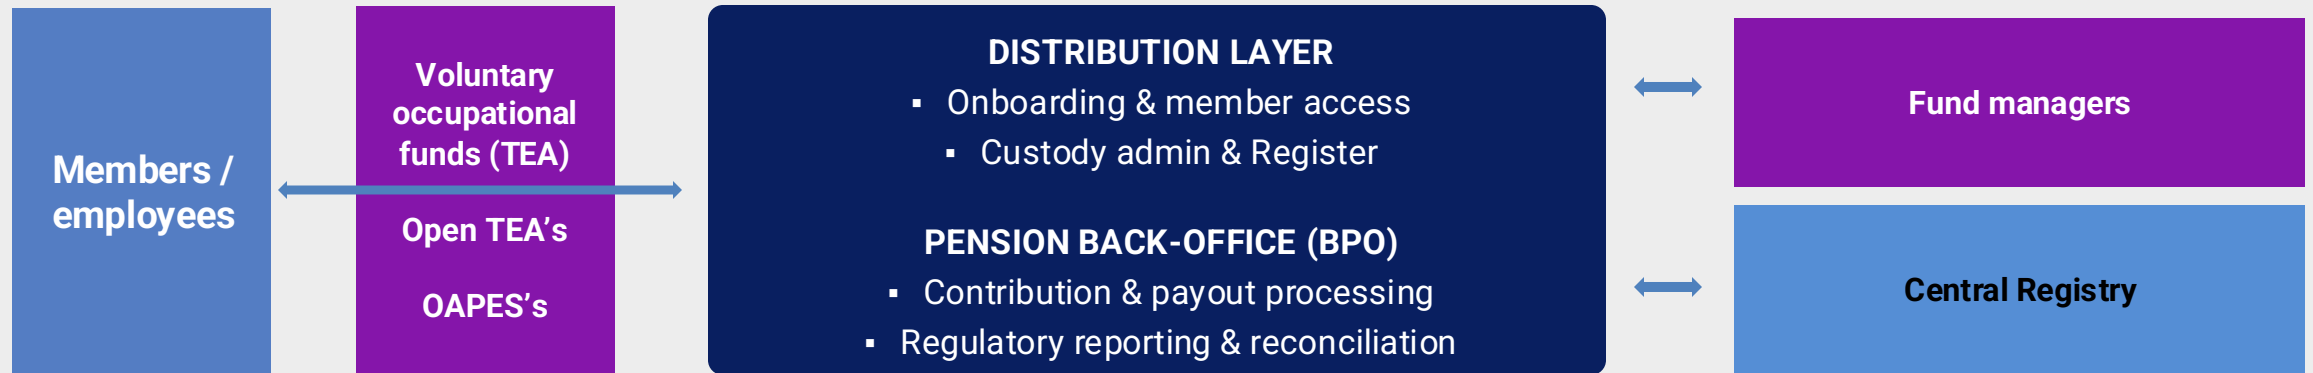 Members /
employees
Voluntary
occupational
funds (TEA)
Open TEA’s
OAPES’s
DISTRIBUTION LAYER
▪ Onboarding & member access
▪ Custody admin & Register
PENSION BACK-OFFICE (BPO)
▪ Contribution & payout processing
▪ Regulatory reporting & reconciliation
Fund managers
Central Registry